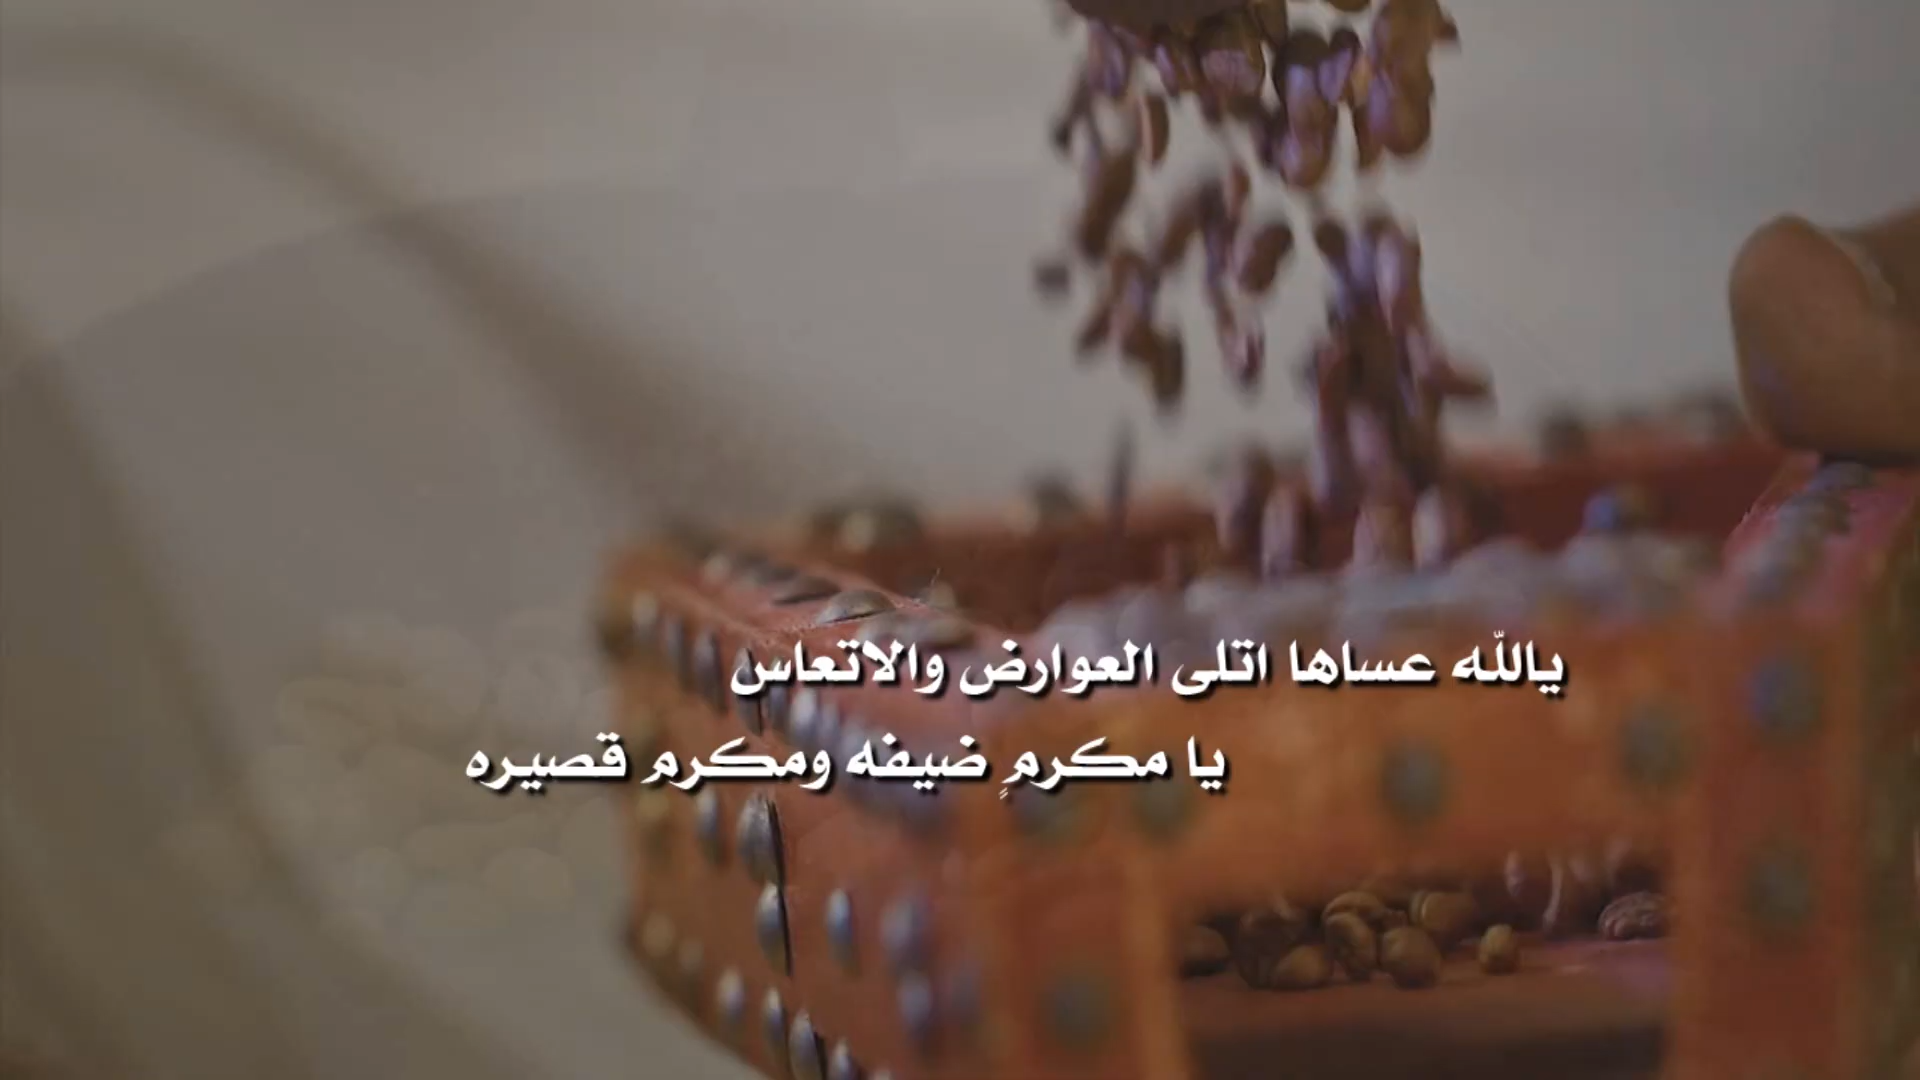 يالله عساها اتلى العوارض والاتعاس
يا مكرمٍ ضيفه ومكرم قصيره